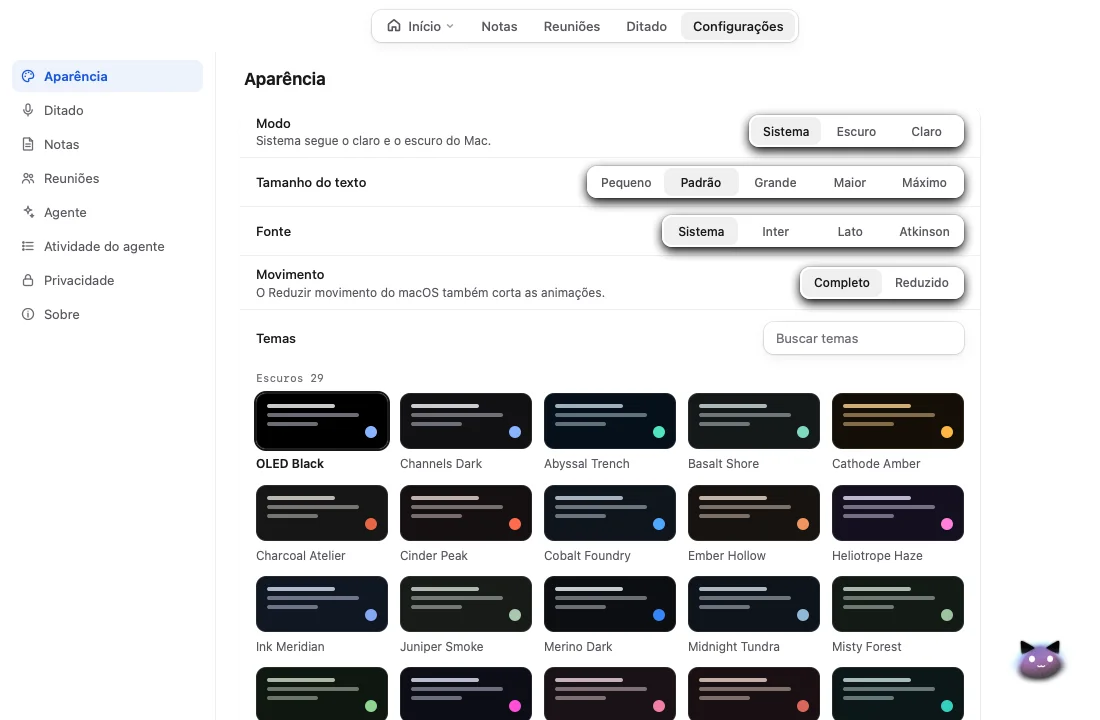 Início
Notas
Reuniões
Ditado
Configurações
Aparência
Ditado
Notas
Reuniões
Agente
Atividade do agente
Privacidade
Sobre
Aparência
Modo
Sistema segue o claro e o escuro do Mac.
Sistema Escuro Claro
Tamanho do texto
Pequeno Padrão Grande Maior Máximo
Fonte
Sistema Inter Lato Atkinson
Movimento
O Reduzir movimento do macOS também corta as animações.
Completo Reduzido
Temas
Buscar temas
Escuros 29
OLED Black
Channels Dark
Abyssal Trench
Basalt Shore
Cathode Amber
Charcoal Atelier
Cinder Peak
Cobalt Foundry
Ember Hollow
Heliotrope Haze
Ink Meridian
Juniper Smoke
Merino Dark
Midnight Tundra
Misty Forest